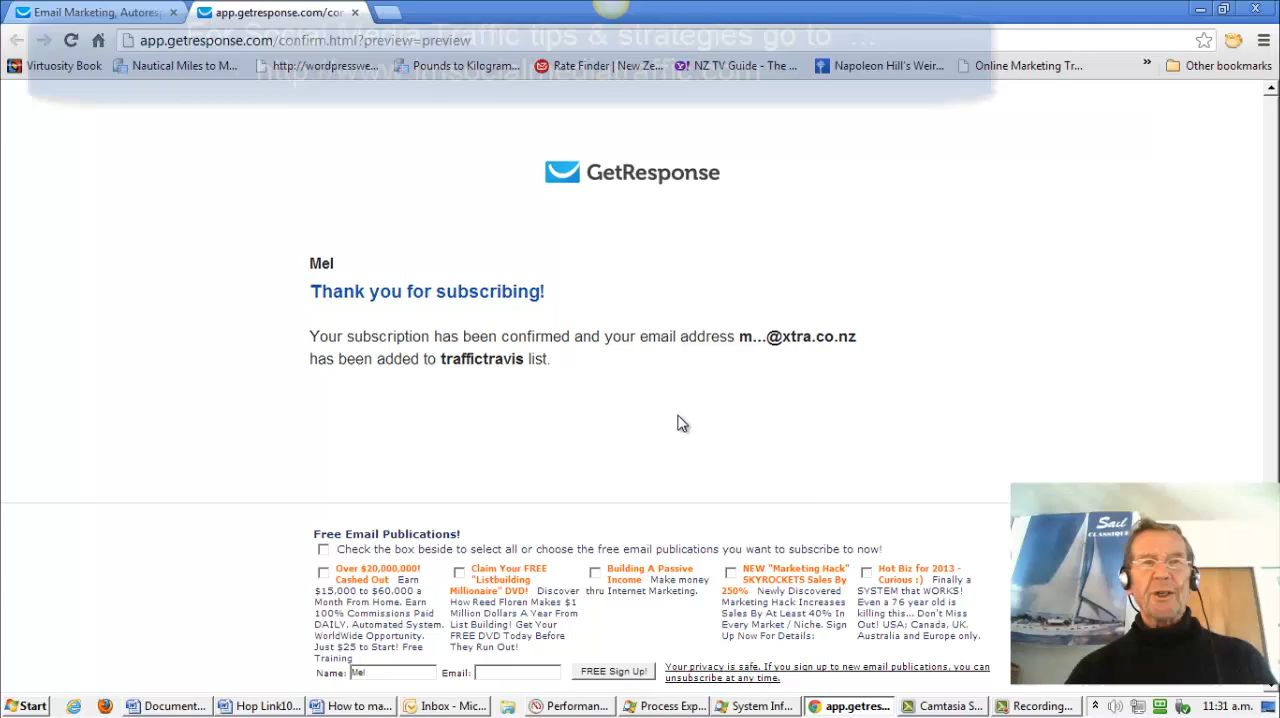 Email Marketing, Autores
app.getresponse.com/cor
Social Media Traffic tips & strategies go to ...
app.getresponse.com/confirm.html?preview=preview
Virtuosity Book
Nautical Miles to M...
http://wordpresswe...
Pounds to Kilogram...
Rate Finder | New Ze...
NZ TV Guide - The ...
Napoleon Hill's Weir...
Online Marketing Tr...
Other bookmarks
GetResponse
Mel
Thank you for subscribing!
Your subscription has been confirmed and your email address m...@xtra.co.nz
has been added to traffictravis list.
Free Email Publications!
Check the box beside to select all or choose the free email publications you want to subscribe to now!
Over $20,000,000!
Cashed Out Earn
$15,000 to $60,000 a
Month From Home. Earn
100% Commissions Paid
DAILY. Automated System.
WorldWide Opportunity.
Just $25 to Start! Free
Training
Claim Your FREE
"Listbuilding
Millionaire" DVD! Discover
How Reed Floren Makes $1
Million Dollars A Year From
List Building! Get Your
FREE DVD Today Before
They Run Out!
Building A Passive
Income Make money
thru Internet Marketing.
NEW "Marketing Hack"
SKYROCKETS Sales By
250% Newly Discovered
Marketing Hack Increases
Sales By At Least 40% In
Every Market / Niche. Sign
Up Now For Details:
Hot Biz for 2013 -
Curious :) Finally a
SYSTEM that WORKS!
Even a 76 year old is
killing this... Don't Miss
Out! USA; Canada, UK,
Australia and Europe only.
Name: Mel Email: FREE Sign Up!
Your privacy is safe. If you sign up to new email publications, you can
unsubscribe at any time.
Sail
CLASSIQUE
Start
Document...
Hop Link10...
How to ma...
Inbox - Mic...
Performan...
Process Exp...
System Inf...
app.getres...
Camtasia S...
Recording...
11:31 a.m.